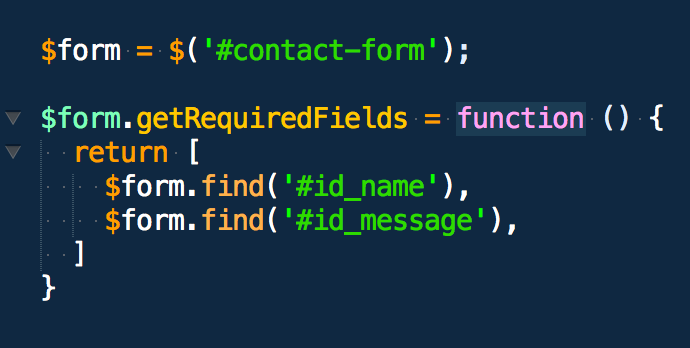 $form = $('#contact-form');
$form.getRequiredFields = function () {
return [
$form.find('#id_name'),
$form.find('#id_message'),
]
}